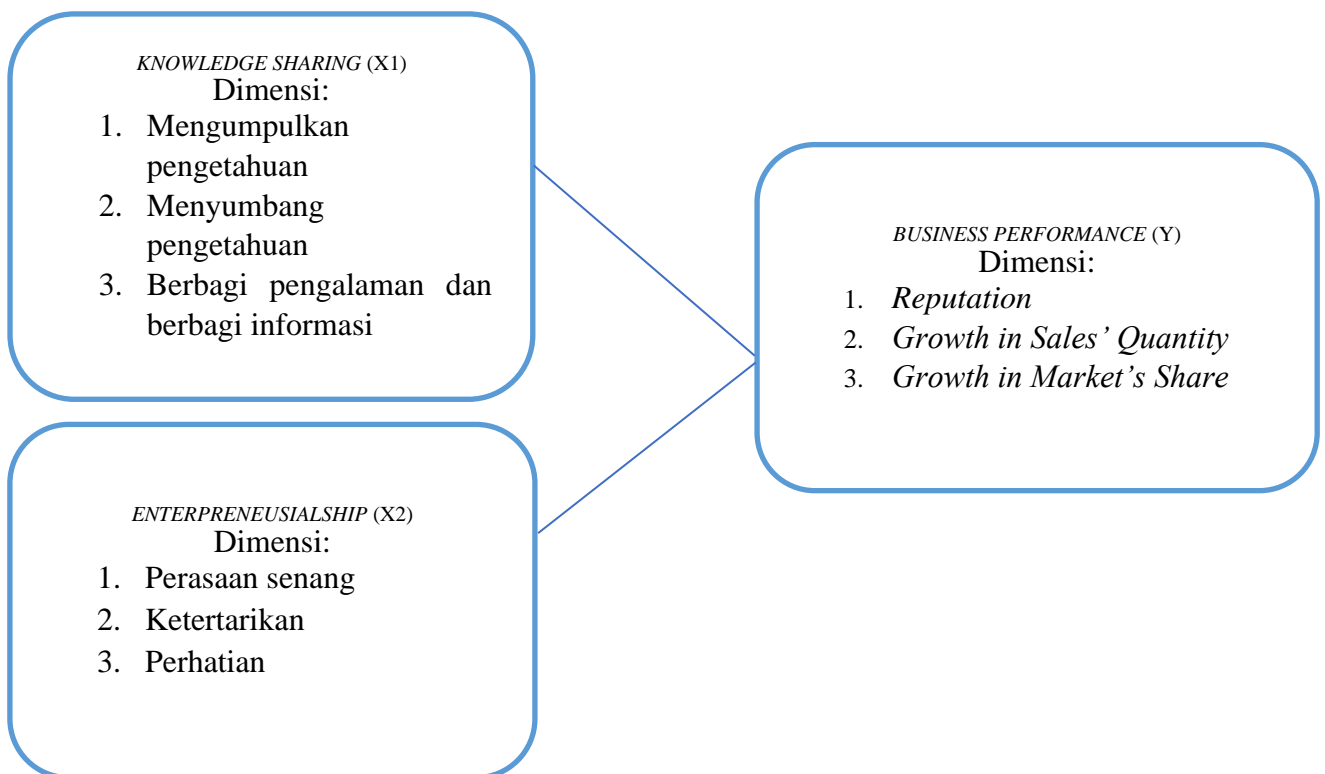 KNOWLEDGE SHARING (X1)
Dimensi:
1. Mengumpulkan
pengetahuan
2. Menyumbang
pengetahuan
3. Berbagi pengalaman dan
berbagi informasi
ENTERPRENEUSIALSHIP (X2)
Dimensi:
1. Perasaan senang
2. Ketertarikan
3. Perhatian
BUSINESS PERFORMANCE (Y)
Dimensi:
1. Reputation
2. Growth in Sales’ Quantity
3. Growth in Market’s Share